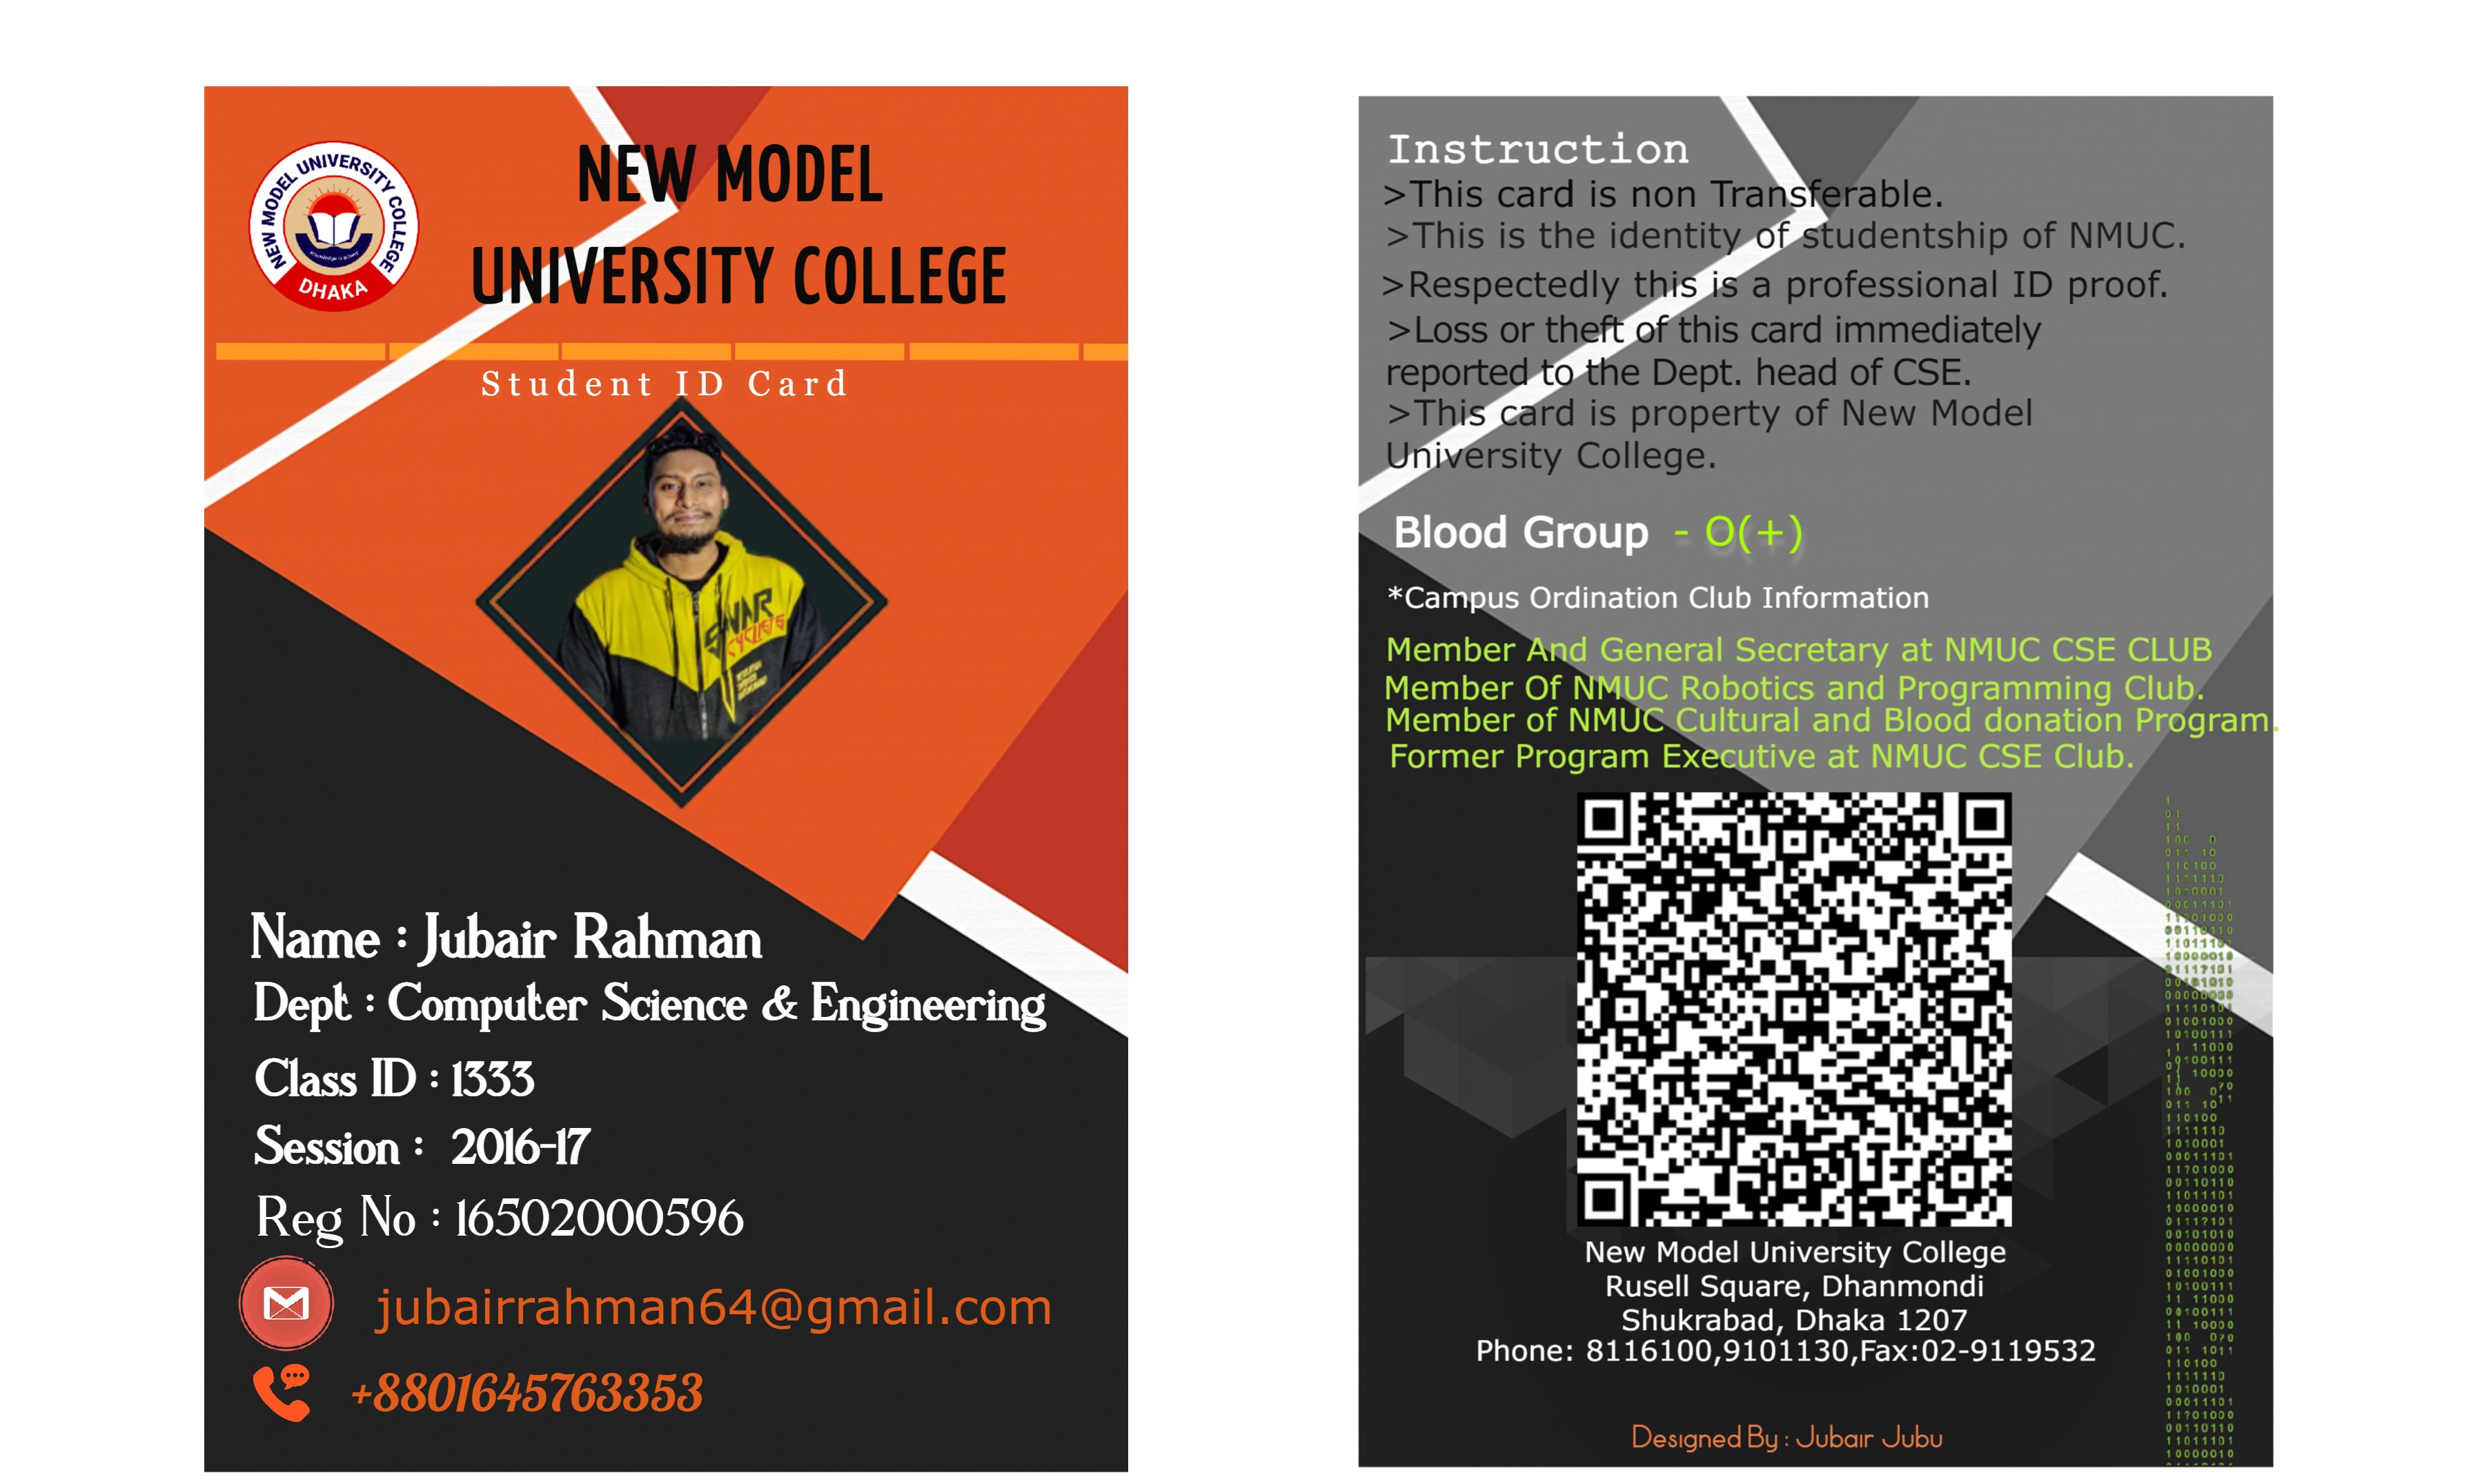 NEW MODEL UNIVERSITY COLLEGE
DHAKA
NEW MODEL
UNIVERSITY COLLEGE
Student ID Card
Name : Jubair Rahman
Dept : Computer Science & Engineering
Class ID : 1333
Session : 2016-17
Reg No : 16502000596
jubairrahman64@gmail.com
+8801645763353
Instruction
>This card is non Transferable.
>This is the identity of studentship of NMUC.
>Respectedly this is a professional ID proof.
>Loss or theft of this card immediately
reported to the Dept. head of CSE.
>This card is property of New Model
University College.
Blood Group - O(+)
*Campus Ordination Club Information
Member And General Secretary at NMUC CSE CLUB
Member Of NMUC Robotics and Programming Club.
Member of NMUC Cultural and Blood donation Program.
Former Program Executive at NMUC CSE Club.
New Model University College
Rusell Square, Dhanmondi
Shukrabad, Dhaka 1207
Phone: 8116100,9101130,Fax:02-9119532
Designed By : Jubair Jubu